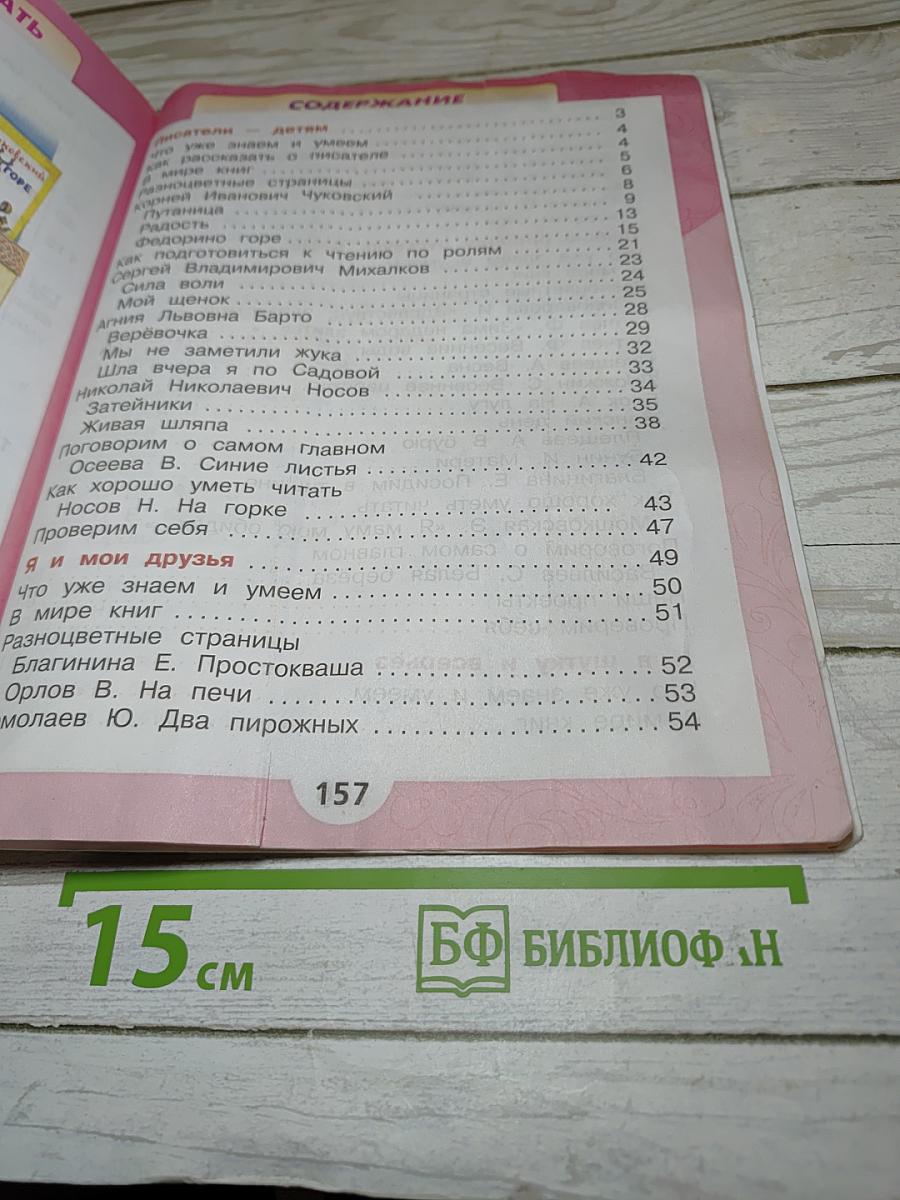 АТЬ
ГОРЕ
СОДЕРЖАНИЕ
Писатели — детям ... 3
Что уже знаем и умеем ... 4
Как рассказать о писателе ... 4
В мире книг ... 5
Разноцветные страницы ... 6
Корней Иванович Чуковский ... 8
Путаница ... 9
Радость ... 13
Федорино горе ... 15
Как подготовиться к чтению по ролям ... 21
Сергей Владимирович Михалков ... 23
Сила воли ... 24
Мой щенок ... 25
Агния Львовна Барто ... 28
Верёвочка ... 29
Мы не заметили жука ... 32
Шла вчера я по Садовой ... 33
Николай Николаевич Носов ... 34
Затейники ... 35
Живая шляпа ... 38
Поговорим о самом главном
Осеева В. Синие листья ... 42
Как хорошо уметь читать
Носов Н. На горке ... 43
Проверим себя ... 47
Я и мои друзья ... 49
Что уже знаем и умеем ... 50
В мире книг ... 51
Разноцветные страницы
Благинина Е. Простокваша ... 52
Орлов В. На печи ... 53
рмолаев Ю. Два пирожных ... 54
157
15 см
БФ БИБЛИОФ Н